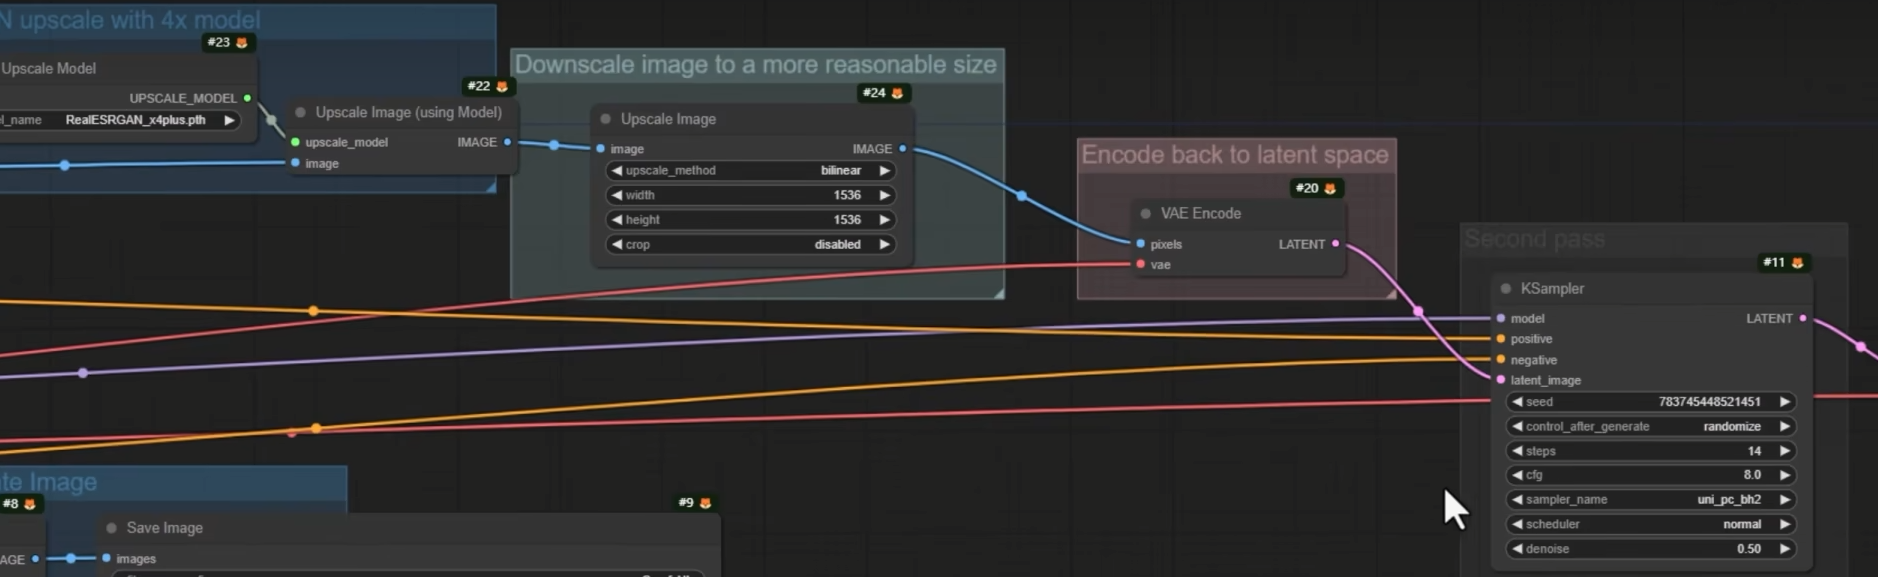 N upscale with 4x model
#23
Upscale Model
UPSCALE_MODEL
l_name RealESRGAN_x4plus.pth
#22
Upscale Image (using Model)
upscale_model IMAGE
image
Downscale image to a more reasonable size
#24
Upscale Image
image IMAGE
upscale_method bilinear
width 1536
height 1536
crop disabled
Encode back to latent space
#20
VAE Encode
pixels LATENT
vae
Second pass
#11
KSampler
model LATENT
positive
negative
latent_image
seed 783745448521451
control_after_generate randomize
steps 14
cfg 8.0
sampler_name uni_pc_bh2
scheduler normal
denoise 0.50
te Image
#8
AGE
#9
Save Image
images